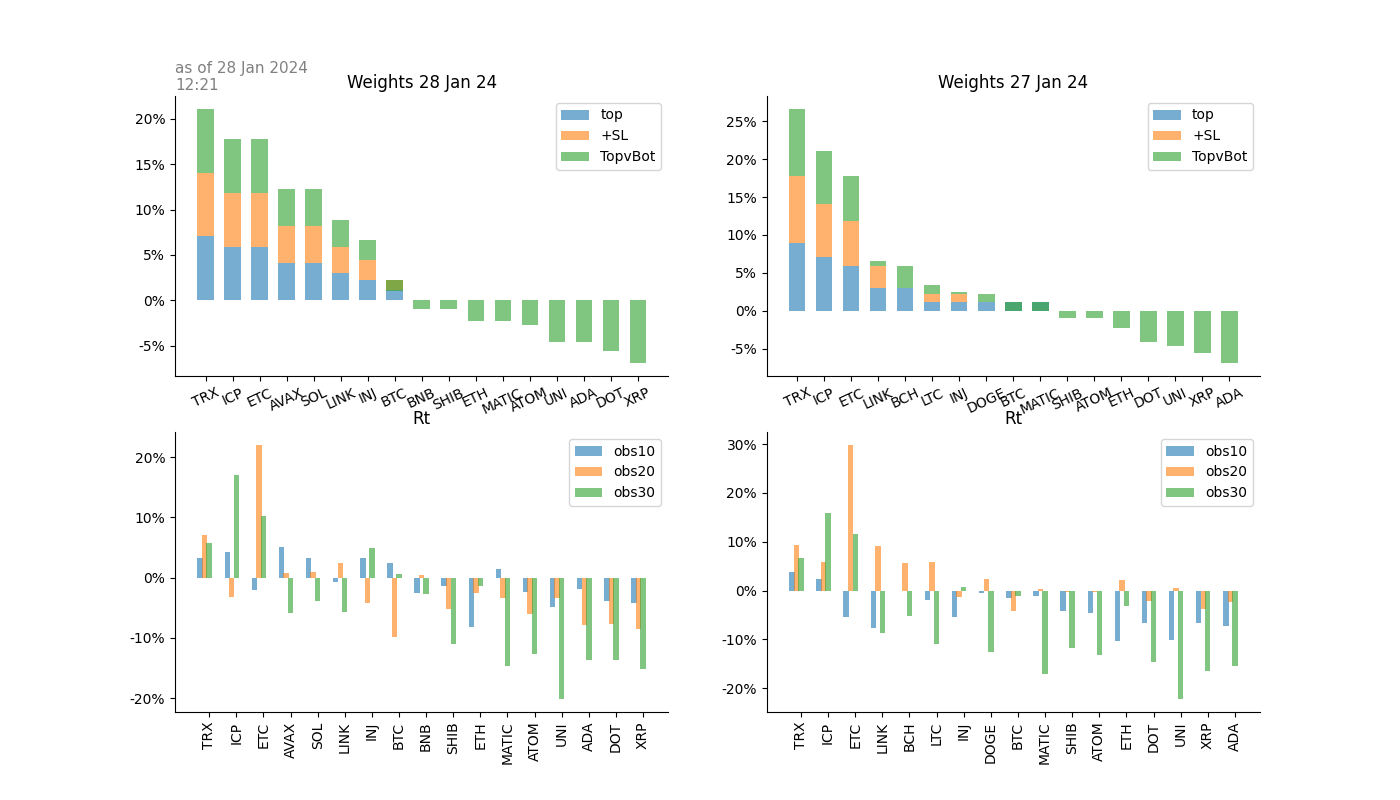 as of 28 Jan 2024
12:21
Weights 28 Jan 24
20%
15%
10%
5%
0%
-5%
top
+SL
TopvBot
TRX ICP ETC AVAX SOL LINK INJ BTC BNB SHIB ETH MATIC ATOM UNI ADA DOT XRP
Weights 27 Jan 24
25%
20%
15%
10%
5%
0%
-5%
top
+SL
TopvBot
TRX ICP ETC LINK BCH LTC INJ DOGE BTC MATIC SHIB ATOM ETH DOT UNI XRP ADA
Rt
20%
10%
0%
-10%
-20%
obs10
obs20
obs30
TRX ICP ETC AVAX SOL LINK INJ BTC BNB SHIB ETH MATIC ATOM UNI ADA DOT XRP
Rt
30%
20%
10%
0%
-10%
-20%
obs10
obs20
obs30
TRX ICP ETC LINK BCH LTC INJ DOGE BTC MATIC SHIB ATOM ETH DOT UNI XRP ADA